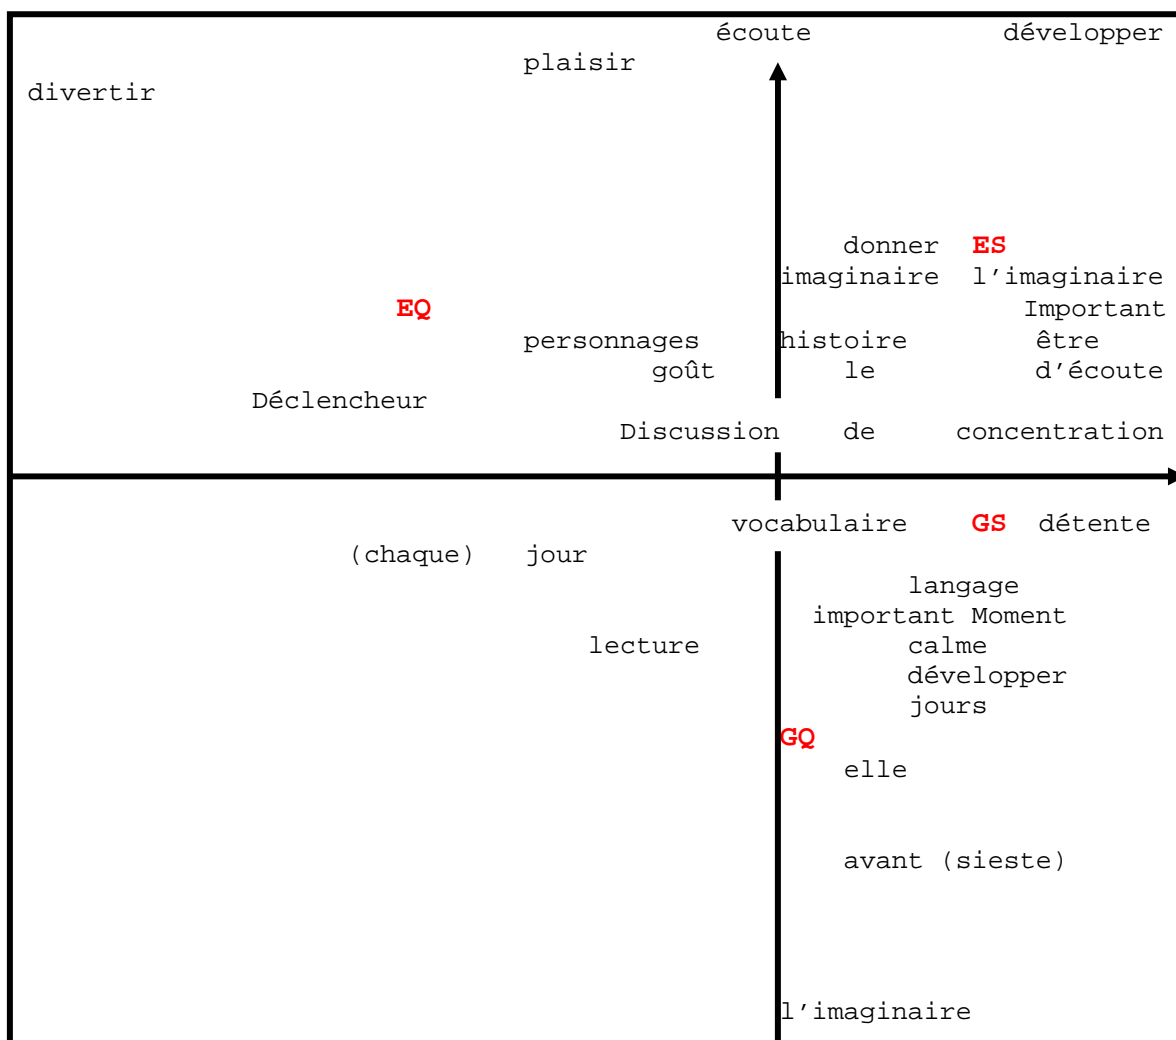 écoute développer
plaisir
divertir
donner ES
imaginaire l’imaginaire
EQ Important
personnages histoire être
goût le d’écoute
Déclencheur
Discussion de concentration
vocabulaire GS détente
(chaque) jour
langage
important Moment
lecture calme
développer
jours
GQ
elle
avant (sieste)
l’imaginaire